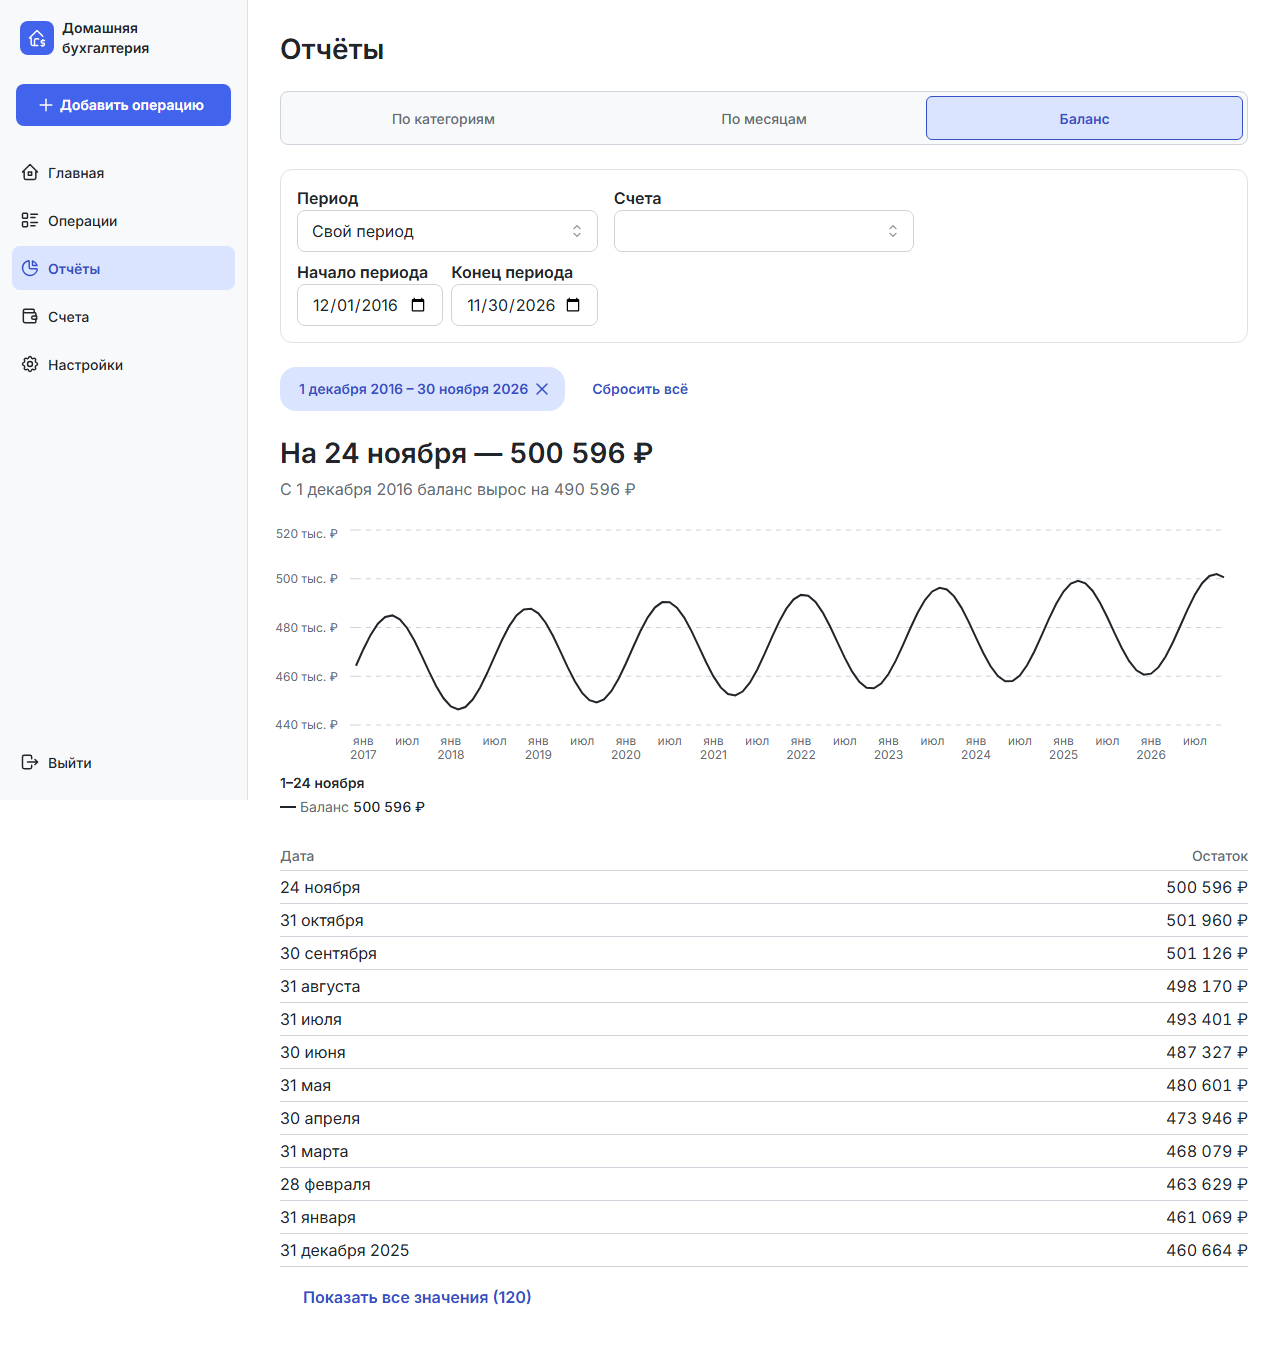 Домашняя
бухгалтерия
Добавить операцию
Главная
Операции
Отчёты
Счета
Настройки
Выйти
Отчёты
По категориям
По месяцам
Баланс
Период
Счета
Свой период
Начало периода
Конец периода
12/01/2016
11/30/2026
1 декабря 2016 – 30 ноября 2026
Сбросить всё
На 24 ноября — 500 596 ₽
С 1 декабря 2016 баланс вырос на 490 596 ₽
520 тыс. ₽
500 тыс. ₽
480 тыс. ₽
460 тыс. ₽
440 тыс. ₽
янв июл янв июл янв июл янв июл янв июл янв июл янв июл янв июл янв июл янв июл
2017 2018 2019 2020 2021 2022 2023 2024 2025 2026
1–24 ноября
Баланс 500 596 ₽
Дата Остаток
24 ноября 500 596 ₽
31 октября 501 960 ₽
30 сентября 501 126 ₽
31 августа 498 170 ₽
31 июля 493 401 ₽
30 июня 487 327 ₽
31 мая 480 601 ₽
30 апреля 473 946 ₽
31 марта 468 079 ₽
28 февраля 463 629 ₽
31 января 461 069 ₽
31 декабря 2025 460 664 ₽
Показать все значения (120)